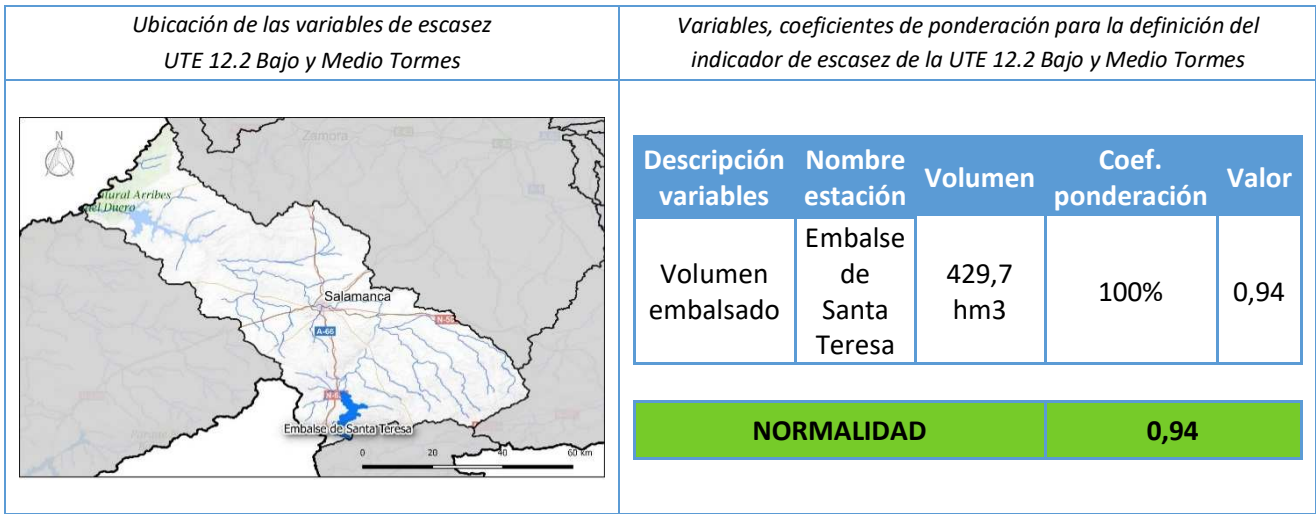 Ubicación de las variables de escasez
UTE 12.2 Bajo y Medio Tormes
Variables, coeficientes de ponderación para la definición del
indicador de escasez de la UTE 12.2 Bajo y Medio Tormes
N
Zamora
tural Arribes
el Duero
Salamanca
A-66
Embalse de Santa Teresa
0 20 40 60 km
Descripción variables
Nombre estación
Volumen
Coef. ponderación
Valor
Volumen embalsado
Embalse de Santa Teresa
429,7 hm3
100%
0,94
NORMALIDAD 0,94